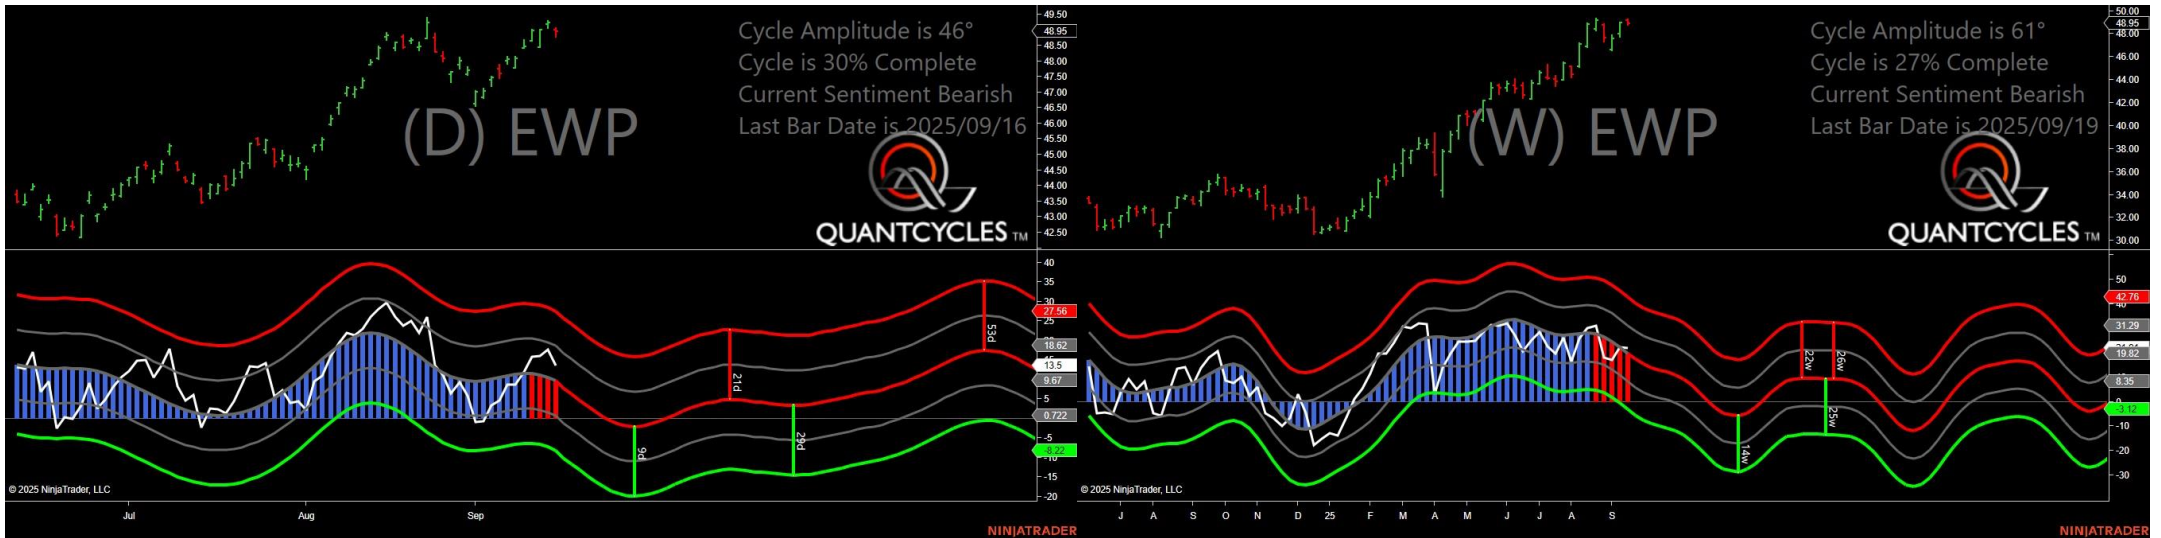 Cycle Amplitude is 46°
Cycle is 30% Complete
Current Sentiment Bearish
Last Bar Date is 2025/09/16
(D) EWP
QUANTCYCLES TM
49.50
48.95
48.50
48.00
47.50
47.00
46.50
46.00
45.50
45.00
44.50
44.00
43.50
43.00
42.50
40
35
30
27.56
25
18.62
13.5
9.67
5
0.722
-5
-8.22
-10
-15
-20
9d
21d
29d
53d
© 2025 NinjaTrader, LLC
Jul
Aug
Sep
NINJATRADER
Cycle Amplitude is 61°
Cycle is 27% Complete
Current Sentiment Bearish
Last Bar Date is 2025/09/19
(W) EWP
QUANTCYCLES TM
50.00
48.95
48.00
46.00
44.00
42.00
40.00
38.00
36.00
34.00
32.00
30.00
50
42.76
40
31.29
19.82
8.35
0
-3.12
-10
-20
-30
14w
22w
25w
26w
© 2025 NinjaTrader, LLC
J A S O N D 25 F M A M J J A S
NINJATRADER